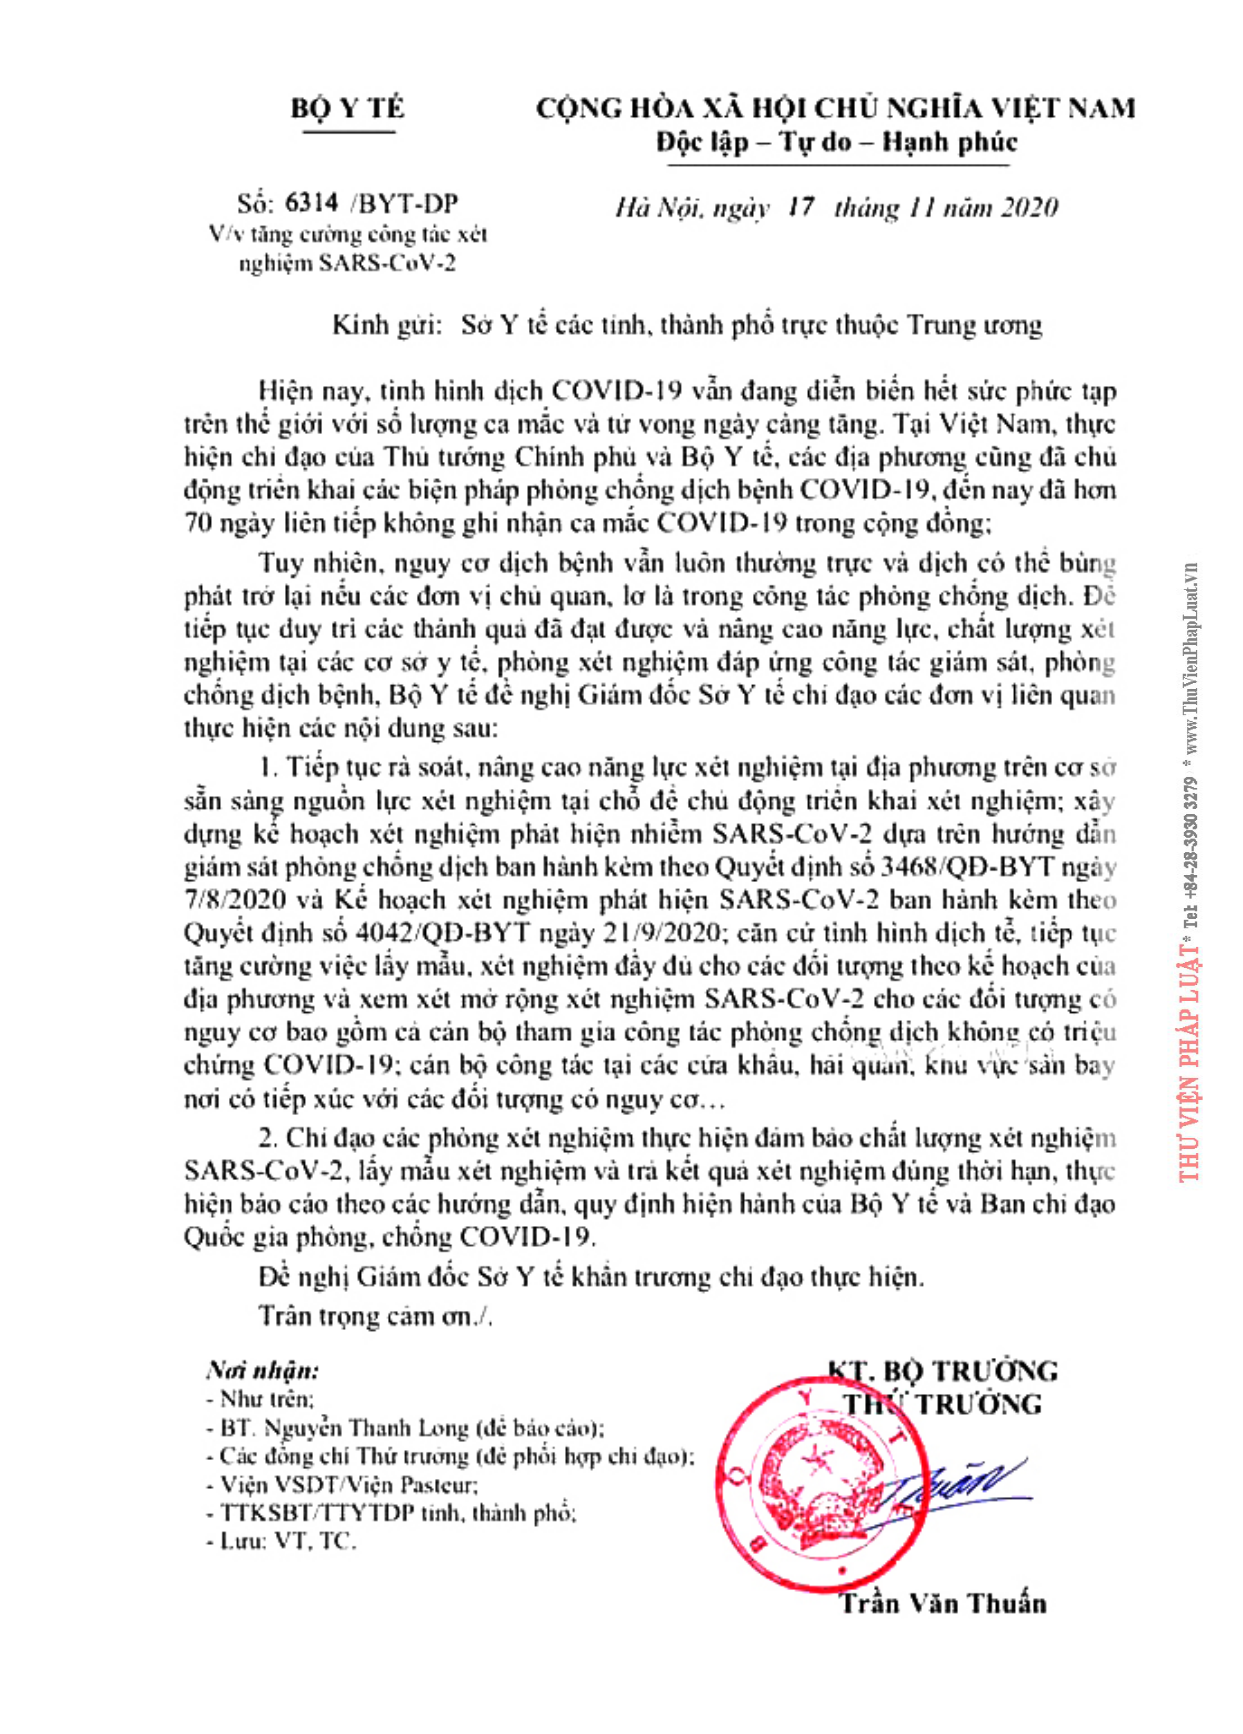 BỘ Y TẾ
CỘNG HÒA XÃ HỘI CHỦ NGHĨA VIỆT NAM
Độc lập – Tự do – Hạnh phúc
Số: 6314 /BYT-DP
V/v tăng cường công tác xét
nghiệm SARS-CoV-2
Hà Nội, ngày 17 tháng 11 năm 2020
Kính gửi: Sở Y tế các tỉnh, thành phố trực thuộc Trung ương
Hiện nay, tình hình dịch COVID-19 vẫn đang diễn biến hết sức phức tạp
trên thế giới với số lượng ca mắc và tử vong ngày càng tăng. Tại Việt Nam, thực
hiện chỉ đạo của Thủ tướng Chính phủ và Bộ Y tế, các địa phương cũng đã chủ
động triển khai các biện pháp phòng chống dịch bệnh COVID-19, đến nay đã hơn
70 ngày liên tiếp không ghi nhận ca mắc COVID-19 trong cộng đồng;
Tuy nhiên, nguy cơ dịch bệnh vẫn luôn thường trực và dịch có thể bùng
phát trở lại nếu các đơn vị chủ quan, lơ là trong công tác phòng chống dịch. Để
tiếp tục duy trì các thành quả đã đạt được và nâng cao năng lực, chất lượng xét
nghiệm tại các cơ sở y tế, phòng xét nghiệm đáp ứng công tác giám sát, phòng
chống dịch bệnh, Bộ Y tế đề nghị Giám đốc Sở Y tế chỉ đạo các đơn vị liên quan
thực hiện các nội dung sau:
1. Tiếp tục rà soát, nâng cao năng lực xét nghiệm tại địa phương trên cơ sở
sẵn sàng nguồn lực xét nghiệm tại chỗ để chủ động triển khai xét nghiệm; xây
dựng kế hoạch xét nghiệm phát hiện nhiễm SARS-CoV-2 dựa trên hướng dẫn
giám sát phòng chống dịch ban hành kèm theo Quyết định số 3468/QĐ-BYT ngày
7/8/2020 và Kế hoạch xét nghiệm phát hiện SARS-CoV-2 ban hành kèm theo
Quyết định số 4042/QĐ-BYT ngày 21/9/2020; căn cứ tình hình dịch tễ, tiếp tục
tăng cường việc lấy mẫu, xét nghiệm đầy đủ cho các đối tượng theo kế hoạch của
địa phương và xem xét mở rộng xét nghiệm SARS-CoV-2 cho các đối tượng có
nguy cơ bao gồm cả cán bộ tham gia công tác phòng chống dịch không có triệu
chứng COVID-19; cán bộ công tác tại các cửa khẩu, hải quan, khu vực sân bay
nơi có tiếp xúc với các đối tượng có nguy cơ...
2. Chỉ đạo các phòng xét nghiệm thực hiện đảm bảo chất lượng xét nghiệm
SARS-CoV-2, lấy mẫu xét nghiệm và trả kết quả xét nghiệm đúng thời hạn, thực
hiện báo cáo theo các hướng dẫn, quy định hiện hành của Bộ Y tế và Ban chỉ đạo
Quốc gia phòng, chống COVID-19.
Đề nghị Giám đốc Sở Y tế khẩn trương chỉ đạo thực hiện.
Trân trọng cảm ơn./.
Nơi nhận:
- Như trên;
- BT. Nguyễn Thanh Long (để báo cáo);
- Các đồng chí Thứ trưởng (để phối hợp chỉ đạo);
- Viện VSDT/Viện Pasteur;
- TTKSBT/TTYTDP tỉnh, thành phố;
- Lưu: VT, TC.
KT. BỘ TRƯỞNG
THỨ TRƯỞNG
BỘ Y TẾ
Thuấn
Trần Văn Thuấn
THƯ VIỆN PHÁP LUẬT * Tel: +84-28-3930 3279 * www.ThuVienPhapLuat.vn